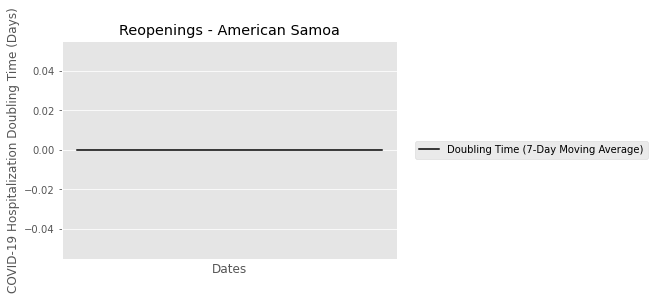 Reopenings - American Samoa
COVID-19 Hospitalization Doubling Time (Days)
0.04
0.02
0.00
−0.02
−0.04
Dates
Doubling Time (7-Day Moving Average)